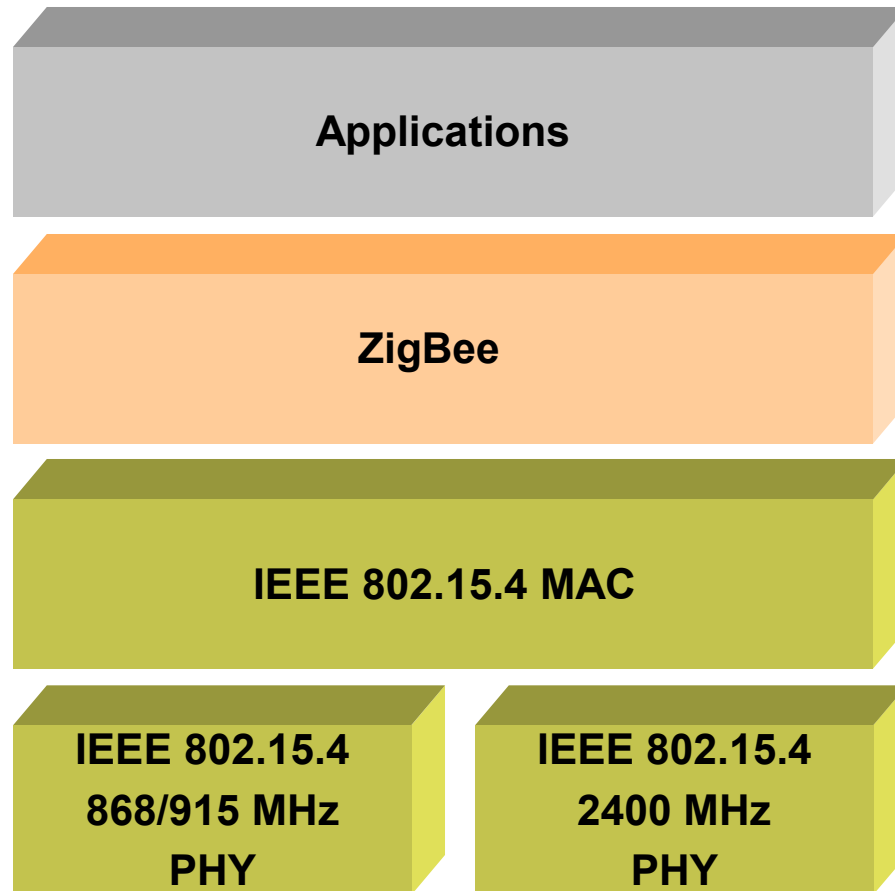 Applications
ZigBee
IEEE 802.15.4 MAC
IEEE 802.15.4
868/915 MHz
PHY
IEEE 802.15.4
2400 MHz
PHY